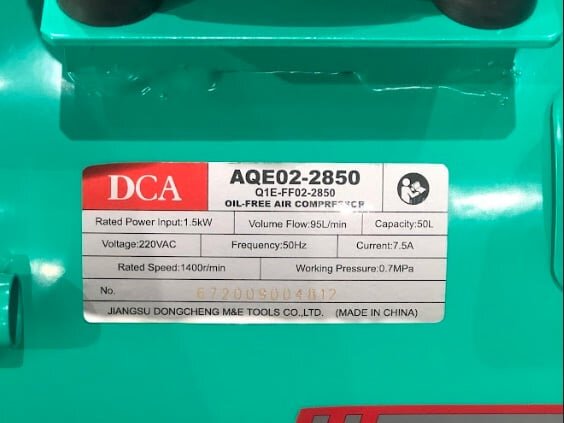 DCA
AQE02-2850
Q1E-FF02-2850
OIL-FREE AIR COMPRESSOR
Rated Power Input:1.5kW Volume Flow:95L/min Capacity:50L
Voltage:220VAC Frequency:50Hz Current:7.5A
Rated Speed:1400r/min Working Pressure:0.7MPa
No. 672009004812
JIANGSU DONGCHENG M&E TOOLS CO.,LTD. (MADE IN CHINA)